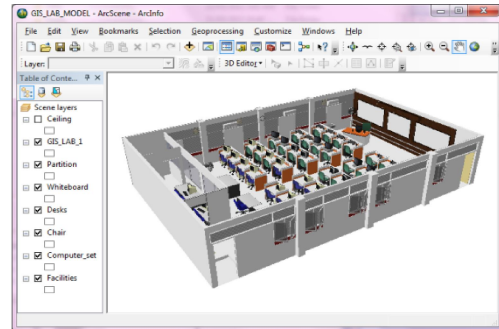 GIS_LAB_MODEL - ArcScene - ArcInfo
File Edit View Bookmarks Selection Geoprocessing Customize Windows Help
Layer: 3D Editor
Table of Conte...
Scene layers
Ceiling
GIS_LAB_1
Partition
Whiteboard
Desks
Chair
Computer_set
Facilities